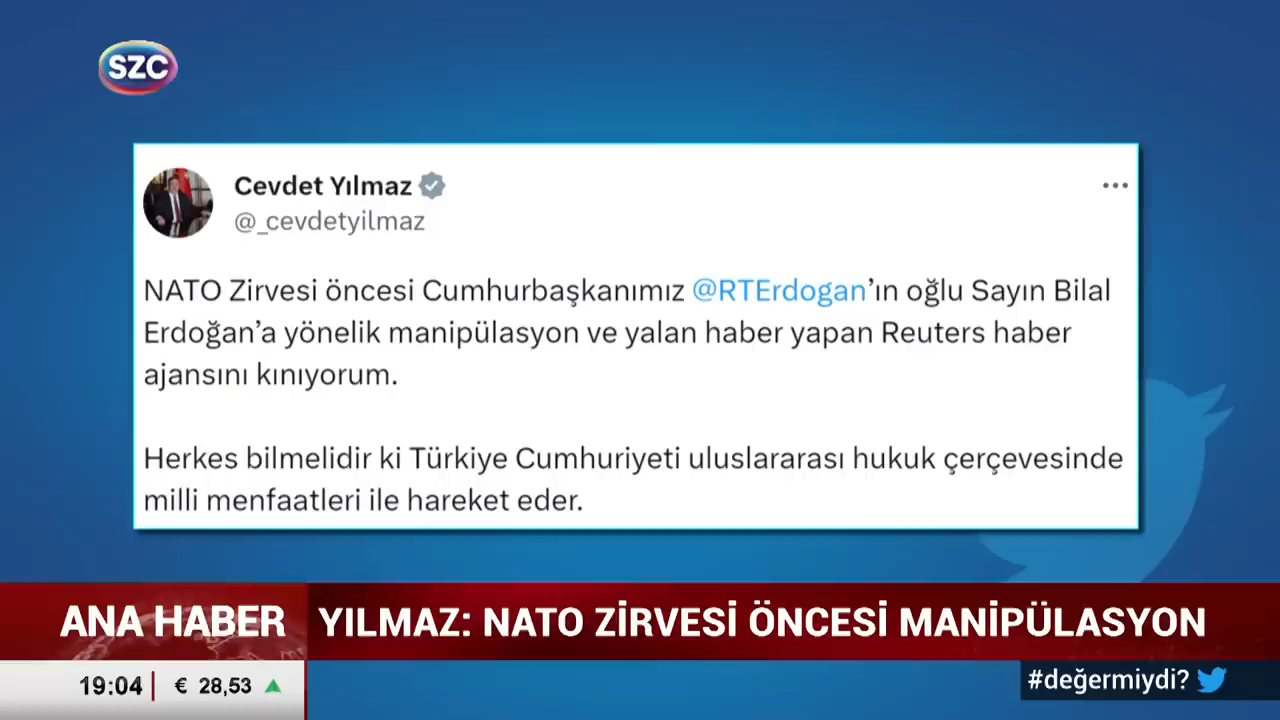 SZC
Cevdet Yılmaz
@_cevdetyilmaz
NATO Zirvesi öncesi Cumhurbaşkanımız @RTErdogan’ın oğlu Sayın Bilal
Erdoğan’a yönelik manipülasyon ve yalan haber yapan Reuters haber
ajansını kınıyorum.
Herkes bilmelidir ki Türkiye Cumhuriyeti uluslararası hukuk çerçevesinde
milli menfaatleri ile hareket eder.
ANA HABER
YILMAZ: NATO ZİRVESİ ÖNCESİ MANİPÜLASYON
19:04 € 28,53
#değermiydi?